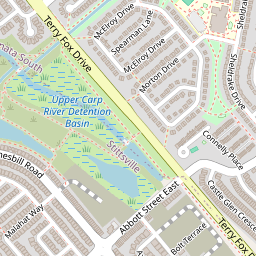 McElroy Drive
Spearman Lane
Terry Fox Drive
McElroy Drive
Morton Drive
Sheldrake Drive
Upper Carp
River Detention
Basin
Stittsville
Connelly Place
Malahat Way
Abbott Street East
Castle Glen Crescent
Bolt Terrace
Terry Fox